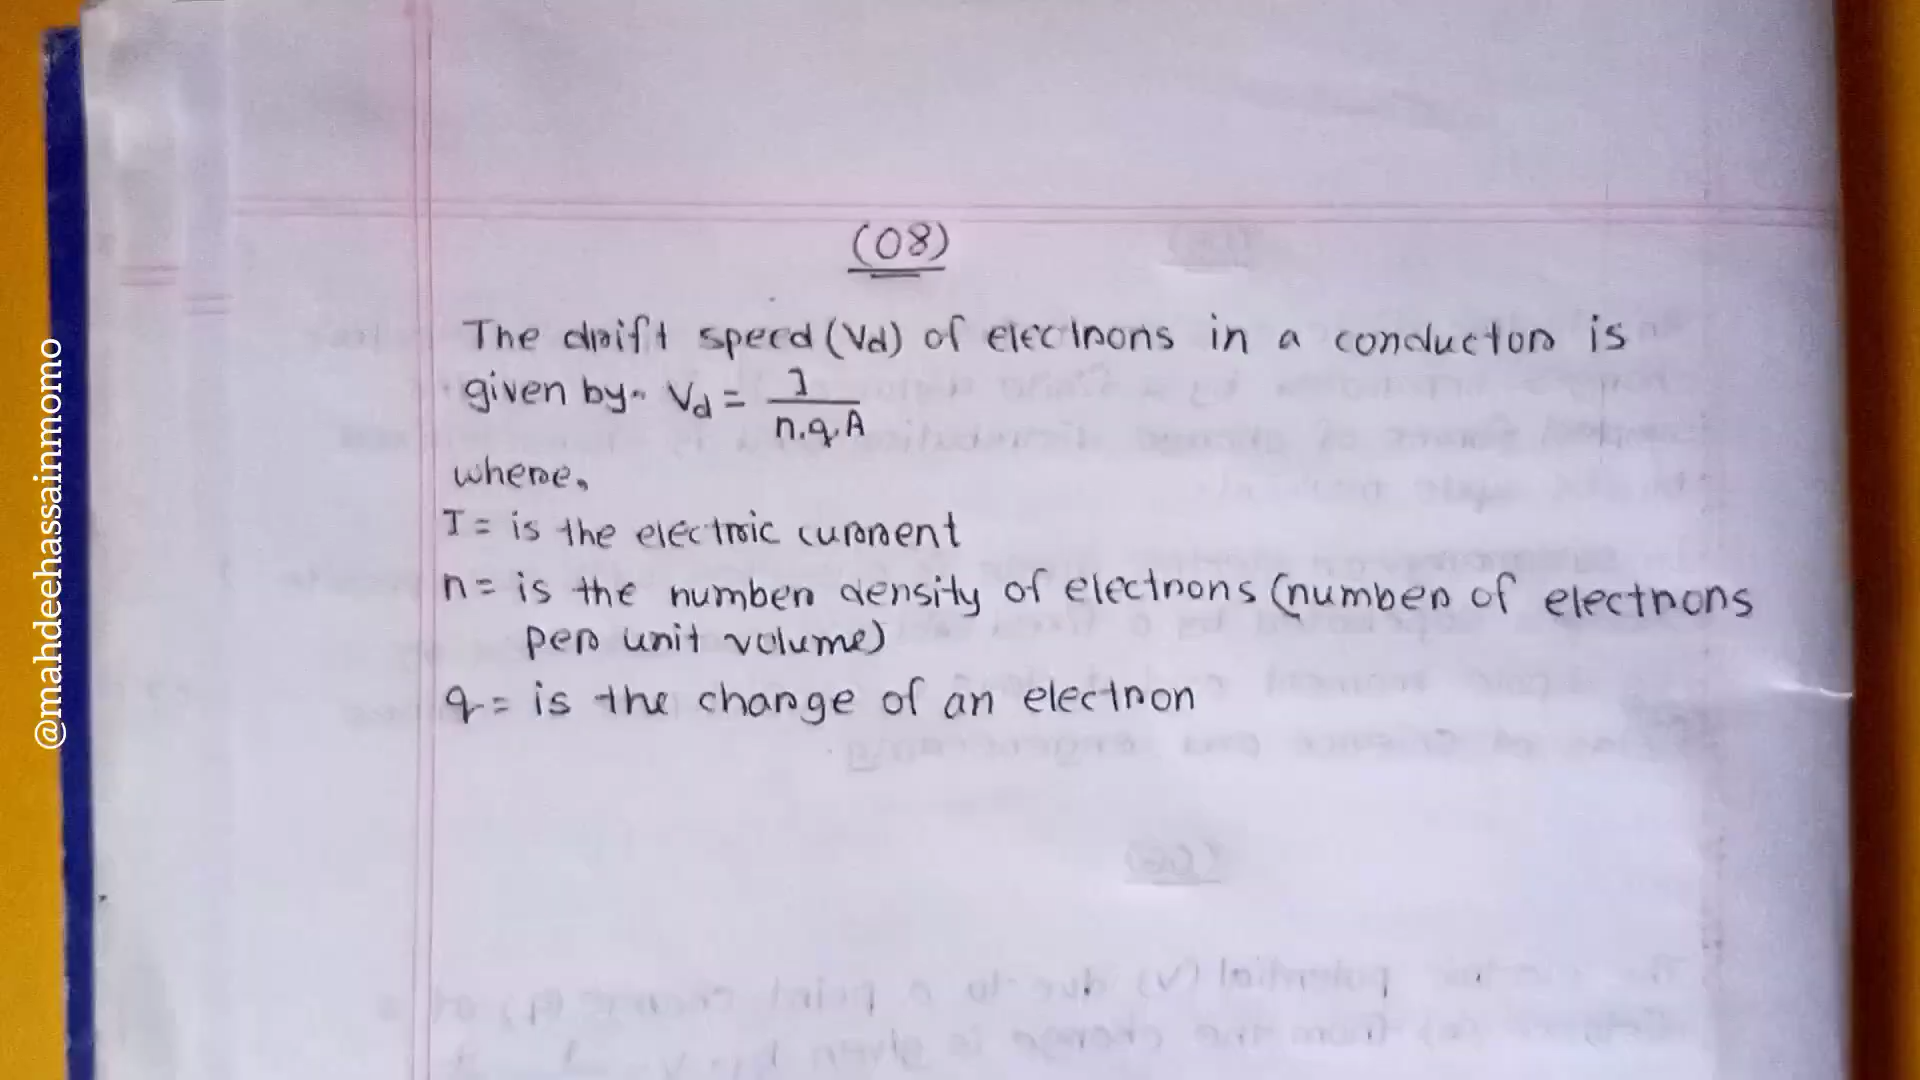 (08)
The drift speed (Vd) of electrons in a conductor is
given by- Vd = I / n.q.A
where,
I = is the electric current
n = is the number density of electrons (number of electrons
per unit volume)
q = is the charge of an electron
@mahdeehassainmomo